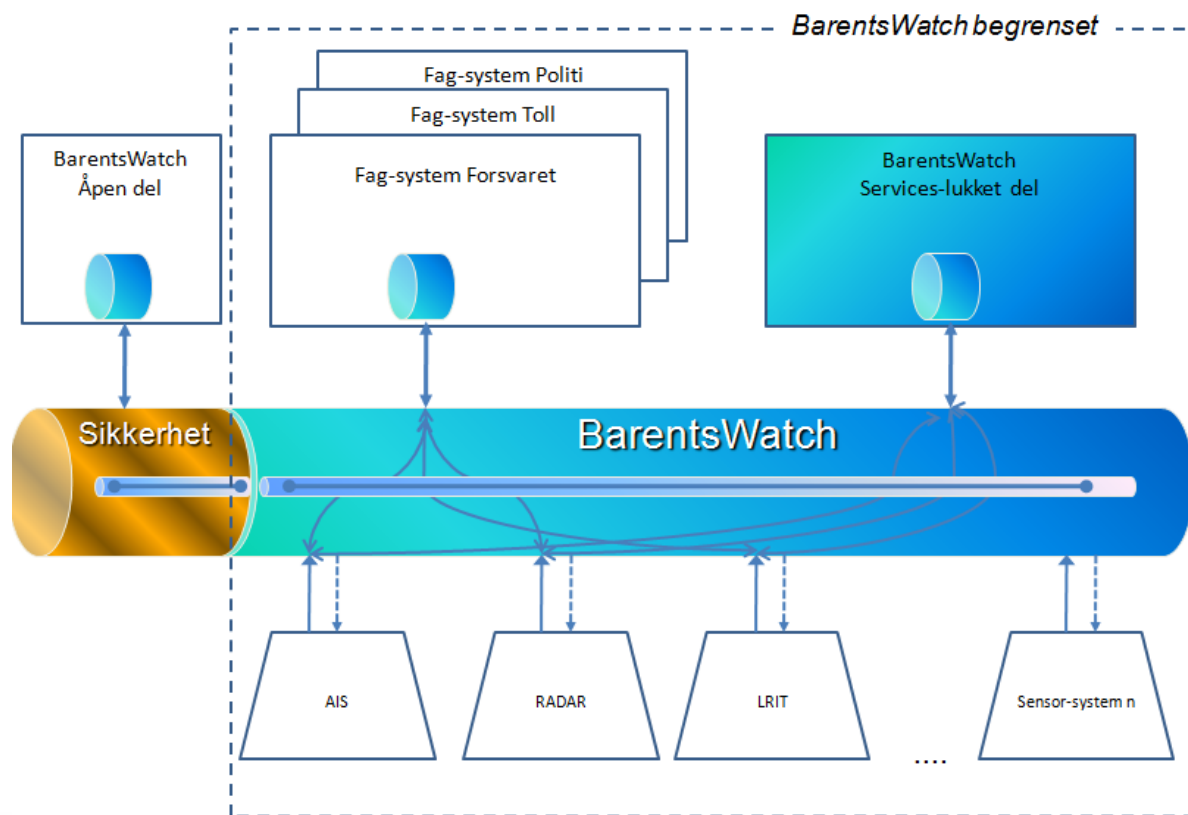 BarentsWatch begrenset
Fag-system Politi
Fag-system Toll
Fag-system Forsvaret
BarentsWatch
Åpen del
BarentsWatch
Services-lukket del
Sikkerhet
BarentsWatch
AIS
RADAR
LRIT
....
Sensor-system n